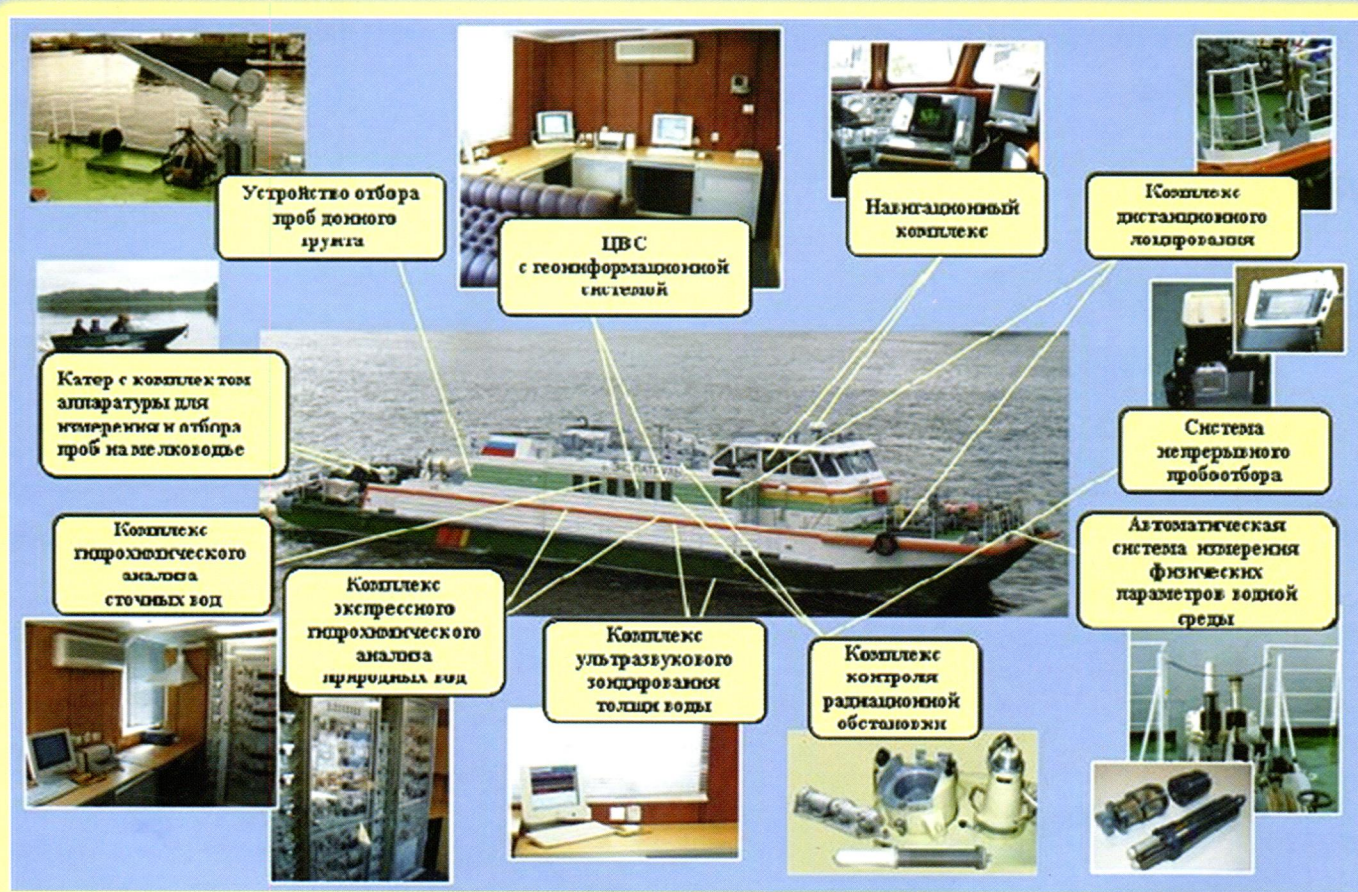 Устройство отбора
проб донного
грунта
ЦВС
с геоинформационной
системой
Навигационный
комплекс
Комплекс
дистанционного
лоцирования
Катер с комплектом
аппаратуры для
измерения и отбора
проб на мелководье
Система
непрерывного
пробоотбора
Комплекс
гидрохимического
анализа
сточных вод
Комплекс
экспрессного
гидрохимического
анализа
природных вод
Комплекс
ультразвукового
зондирования
толщи воды
Комплекс
контроля
радиационной
обстановки
Автоматическая
система измерения
физических
параметров водной
среды